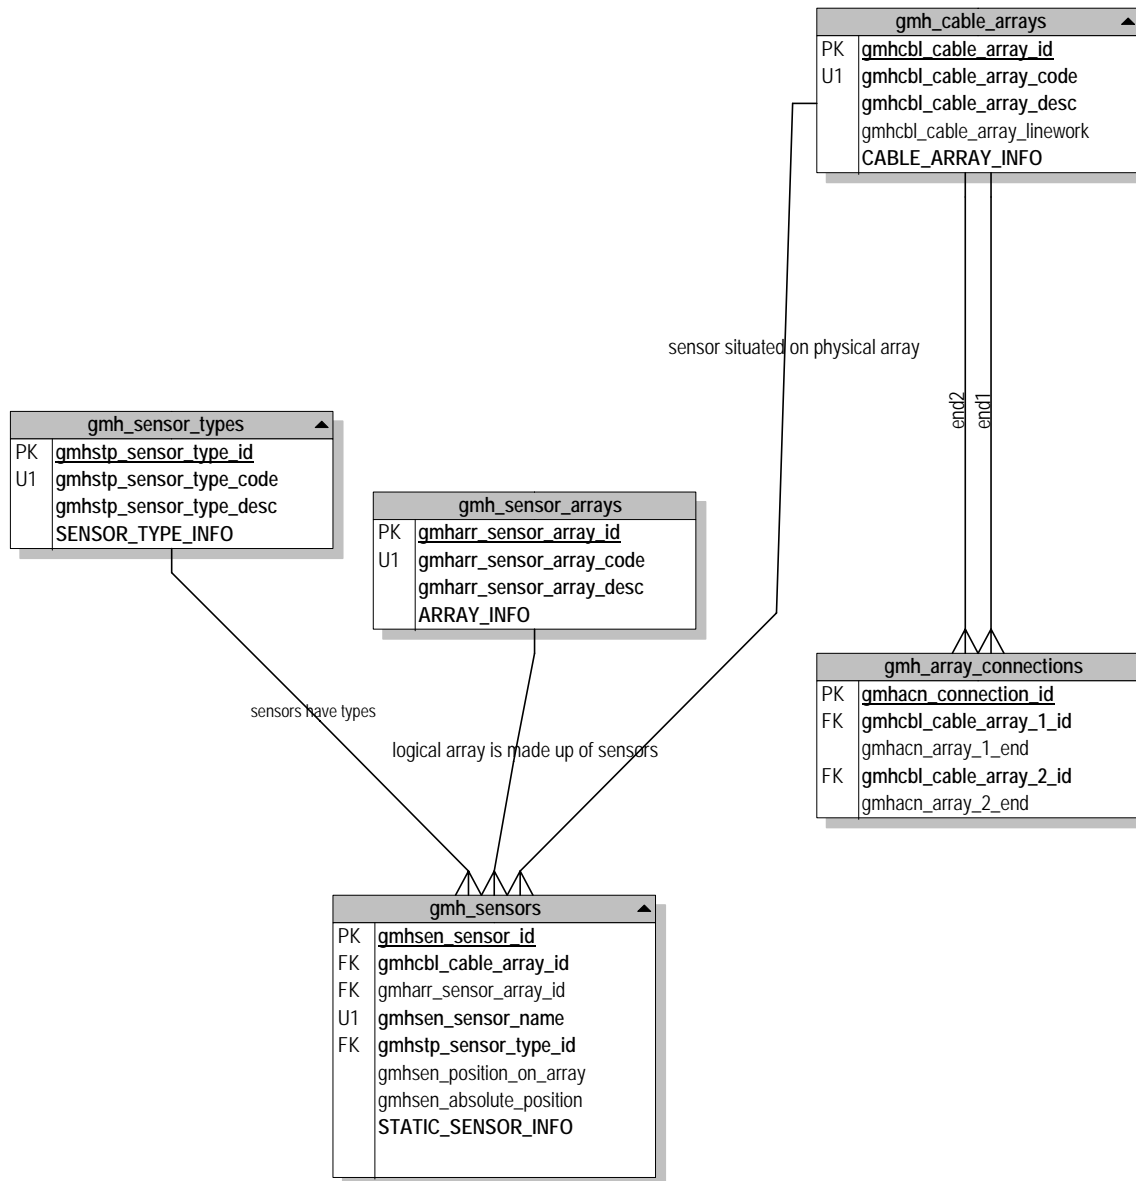 gmh_cable_arrays
PK gmhcbl_cable_array_id
U1 gmhcbl_cable_array_code
gmhcbl_cable_array_desc
gmhcbl_cable_array_linework
CABLE_ARRAY_INFO
sensor situated on physical array
end2
end1
gmh_sensor_types
PK gmhstp_sensor_type_id
U1 gmhstp_sensor_type_code
gmhstp_sensor_type_desc
SENSOR_TYPE_INFO
gmh_sensor_arrays
PK gmharr_sensor_array_id
U1 gmharr_sensor_array_code
gmharr_sensor_array_desc
ARRAY_INFO
gmh_array_connections
PK gmhacn_connection_id
FK gmhcbl_cable_array_1_id
gmhacn_array_1_end
FK gmhcbl_cable_array_2_id
gmhacn_array_2_end
sensors have types
logical array is made up of sensors
gmh_sensors
PK gmhsen_sensor_id
FK gmhcbl_cable_array_id
FK gmharr_sensor_array_id
U1 gmhsen_sensor_name
FK gmhstp_sensor_type_id
gmhsen_position_on_array
gmhsen_absolute_position
STATIC_SENSOR_INFO